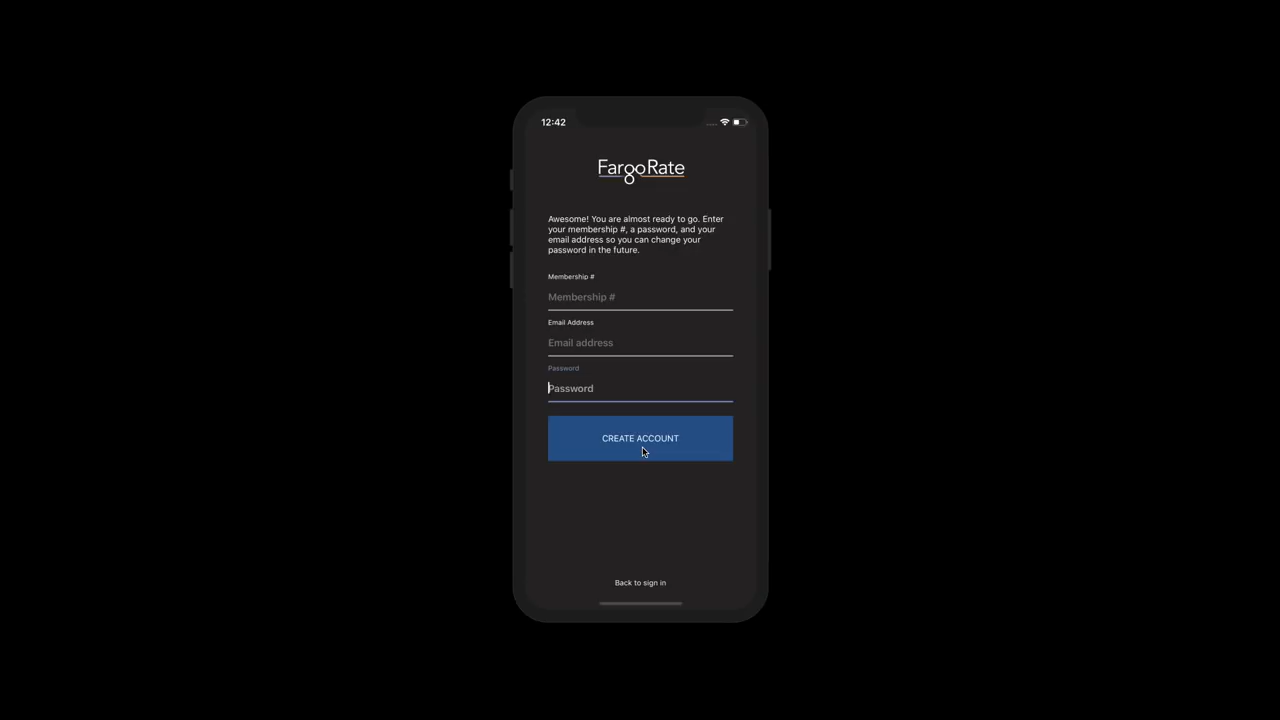 12:42
FargoRate
Awesome! You are almost ready to go. Enter
your membership #, a password, and your
email address so you can change your
password in the future.
Membership #
Membership #
Email Address
Email address
Password
Password
CREATE ACCOUNT
Back to sign in